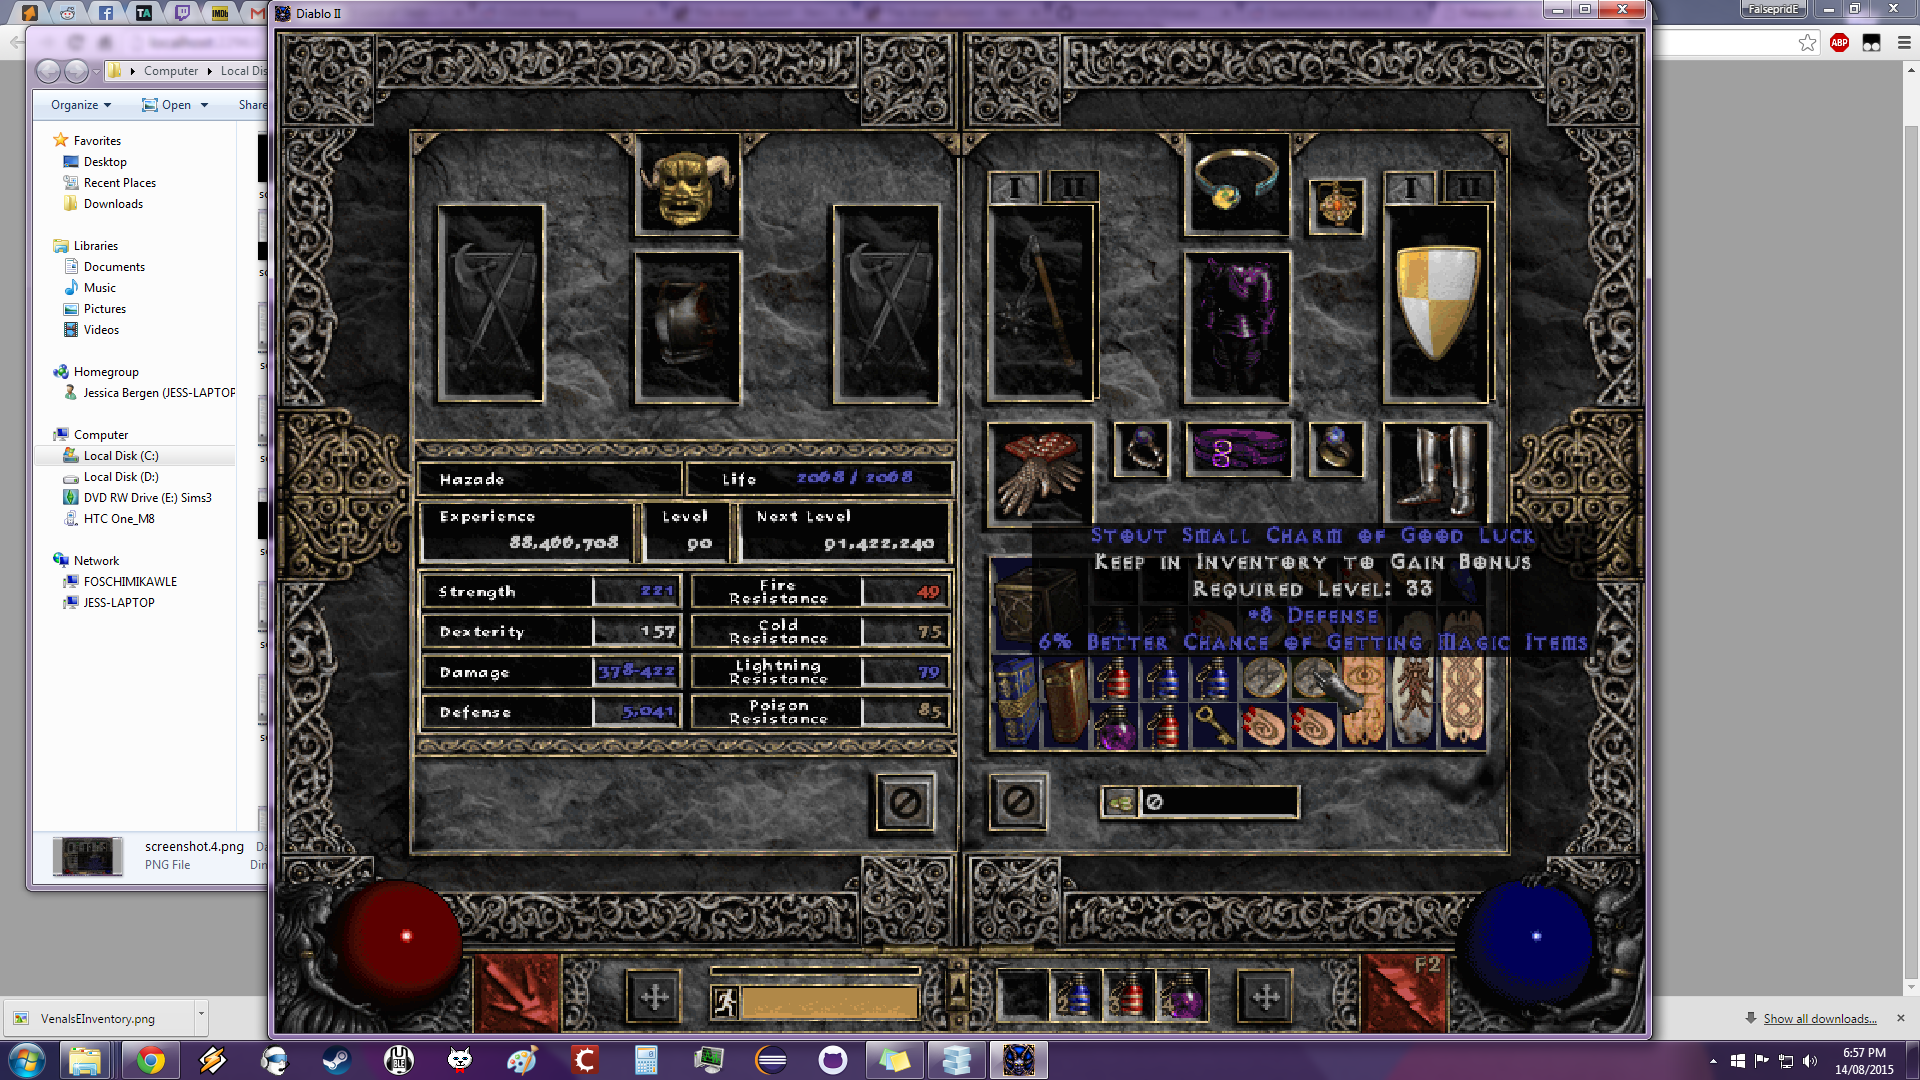 Diablo II
FalsepridE
TA
IMDb
ABP
Computer
Local Dis
Organize
Open
Share
Favorites
Desktop
Recent Places
Downloads
Libraries
Documents
Music
Pictures
Videos
Homegroup
Jessica Bergen (JESS-LAPTOP
Computer
Local Disk (C:)
Local Disk (D:)
DVD RW Drive (E:) Sims3
HTC One_M8
Network
FOSCHIMIKAWLE
JESS-LAPTOP
screenshot.4.png
PNG File
I
II
I
II
Hazade
Life 2068 / 2068
Experience
88,466,708
Level
90
Next Level
91,422,240
Strength 221
Fire Resistance 49
Dexterity 157
Cold Resistance 75
Damage 378-422
Lightning Resistance 79
Defense 5,041
Poison Resistance 85
Stout Small Charm of Good Luck
Keep in Inventory to Gain Bonus
Required Level: 33
+8 Defense
6% Better Chance of Getting Magic Items
0
F2
VenalsEInventory.png
Show all downloads...
6:57 PM
14/08/2015